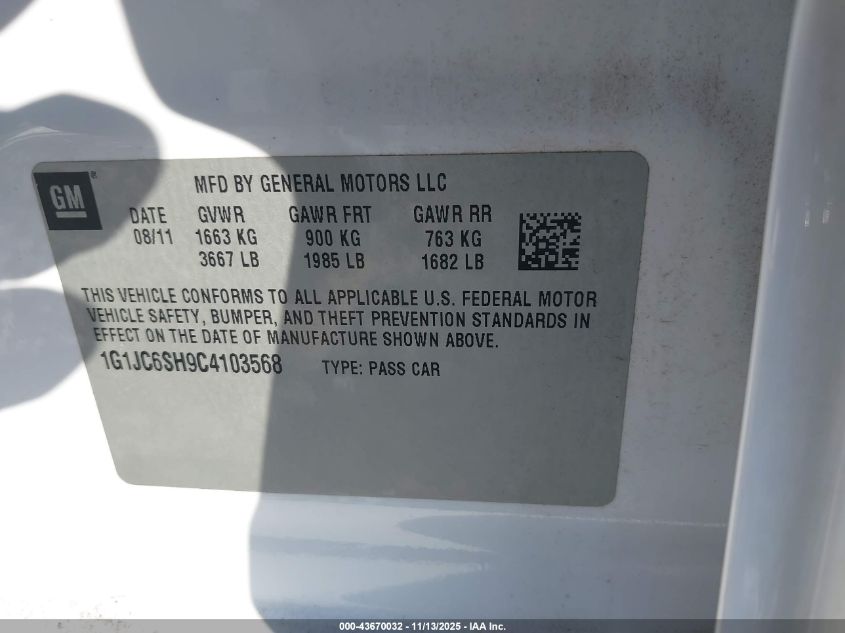 GM
MFD BY GENERAL MOTORS LLC
DATE GVWR GAWR FRT GAWR RR
08/11 1663 KG 900 KG 763 KG
3667 LB 1985 LB 1682 LB
THIS VEHICLE CONFORMS TO ALL APPLICABLE U.S. FEDERAL MOTOR
VEHICLE SAFETY, BUMPER, AND THEFT PREVENTION STANDARDS IN
EFFECT ON THE DATE OF MANUFACTURE SHOWN ABOVE.
1G1JC6SH9C4103568 TYPE: PASS CAR
000-43670032 - 11/13/2025 - IAA Inc.